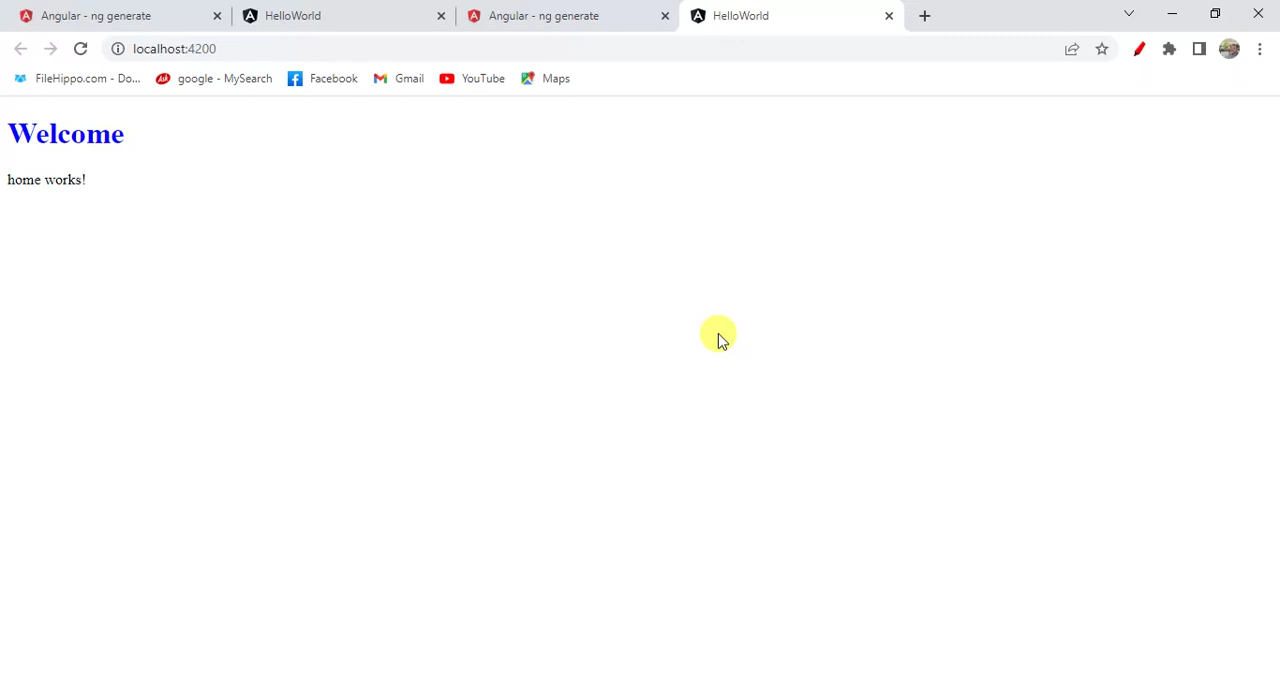 Angular - ng generate
HelloWorld
Angular - ng generate
HelloWorld
localhost:4200
FileHippo.com - Do...
google - MySearch
Facebook
Gmail
YouTube
Maps
Welcome
home works!